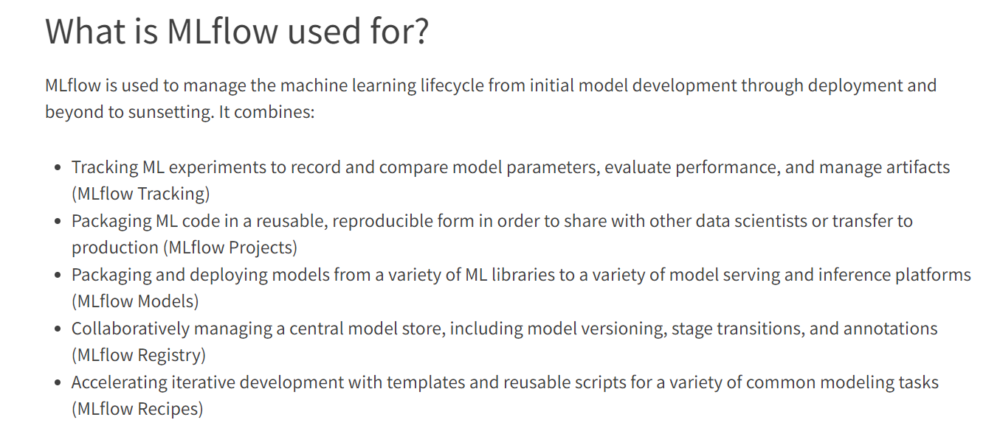 What is MLflow used for?
MLflow is used to manage the machine learning lifecycle from initial model development through deployment and
beyond to sunsetting. It combines:
• Tracking ML experiments to record and compare model parameters, evaluate performance, and manage artifacts
(MLflow Tracking)
• Packaging ML code in a reusable, reproducible form in order to share with other data scientists or transfer to
production (MLflow Projects)
• Packaging and deploying models from a variety of ML libraries to a variety of model serving and inference platforms
(MLflow Models)
• Collaboratively managing a central model store, including model versioning, stage transitions, and annotations
(MLflow Registry)
• Accelerating iterative development with templates and reusable scripts for a variety of common modeling tasks
(MLflow Recipes)